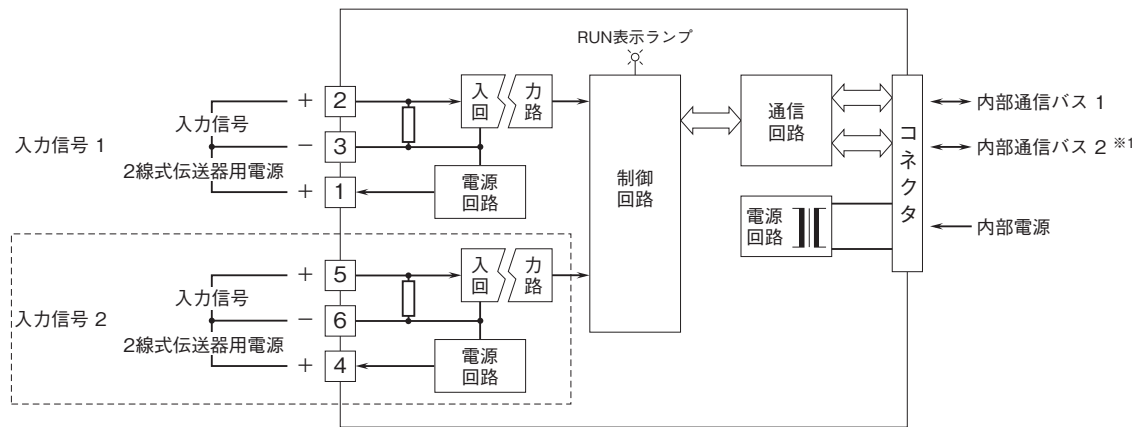 RUN表示ランプ
入力信号 1
+
2
入力信号
−
3
2線式伝送器用電源
+
1
入
回
力
路
電源
回路
入力信号 2
+
5
入力信号
−
6
2線式伝送器用電源
+
4
入
回
力
路
電源
回路
制御
回路
通信
回路
電源
回路
コネクタ
内部通信バス 1
内部通信バス 2 ※1
内部電源